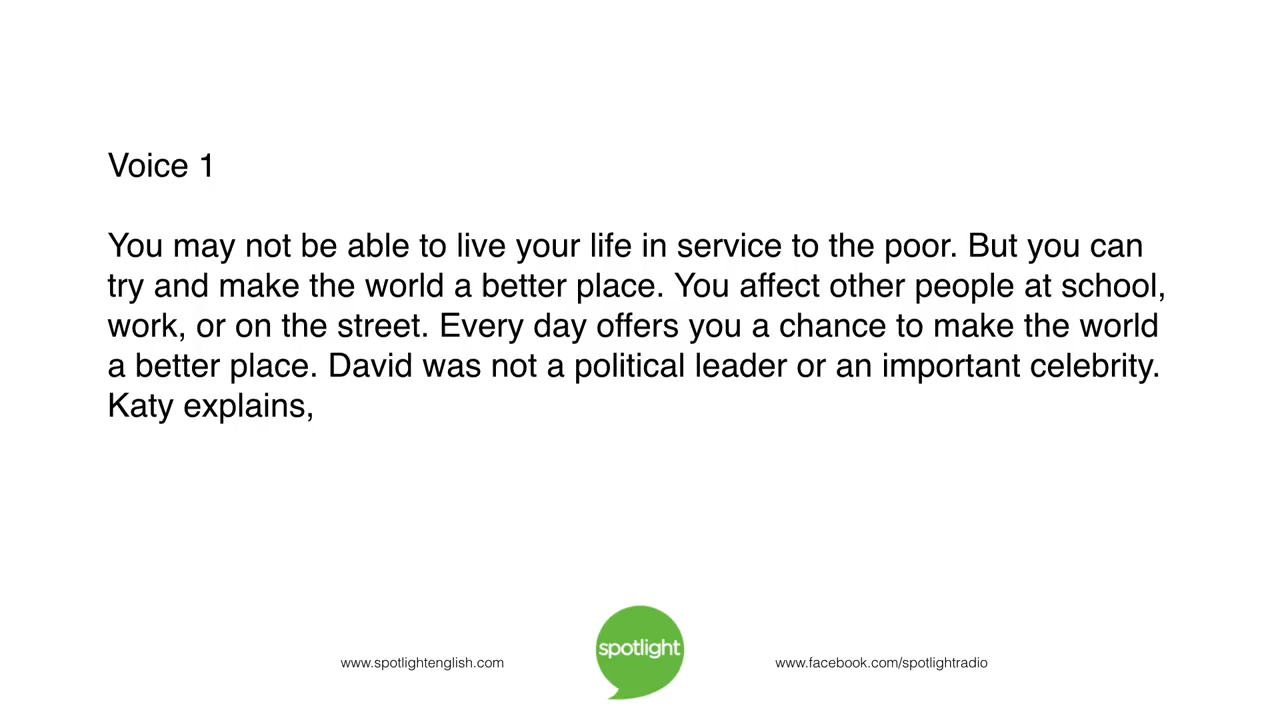 Voice 1
You may not be able to live your life in service to the poor. But you can
try and make the world a better place. You affect other people at school,
work, or on the street. Every day offers you a chance to make the world
a better place. David was not a political leader or an important celebrity.
Katy explains,
spotlight
www.spotlightenglish.com
www.facebook.com/spotlightradio